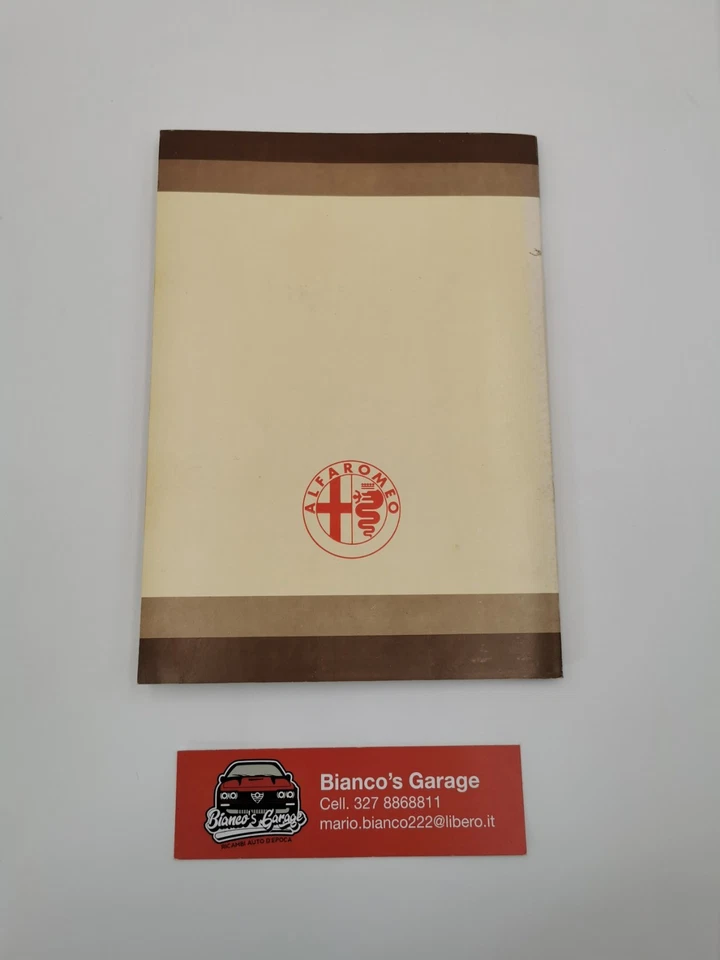 ALFA ROMEO
Bianco's Garage
RICAMBI AUTO D'EPOCA
Bianco's Garage
Cell. 327 8868811
mario.bianco222@libero.it